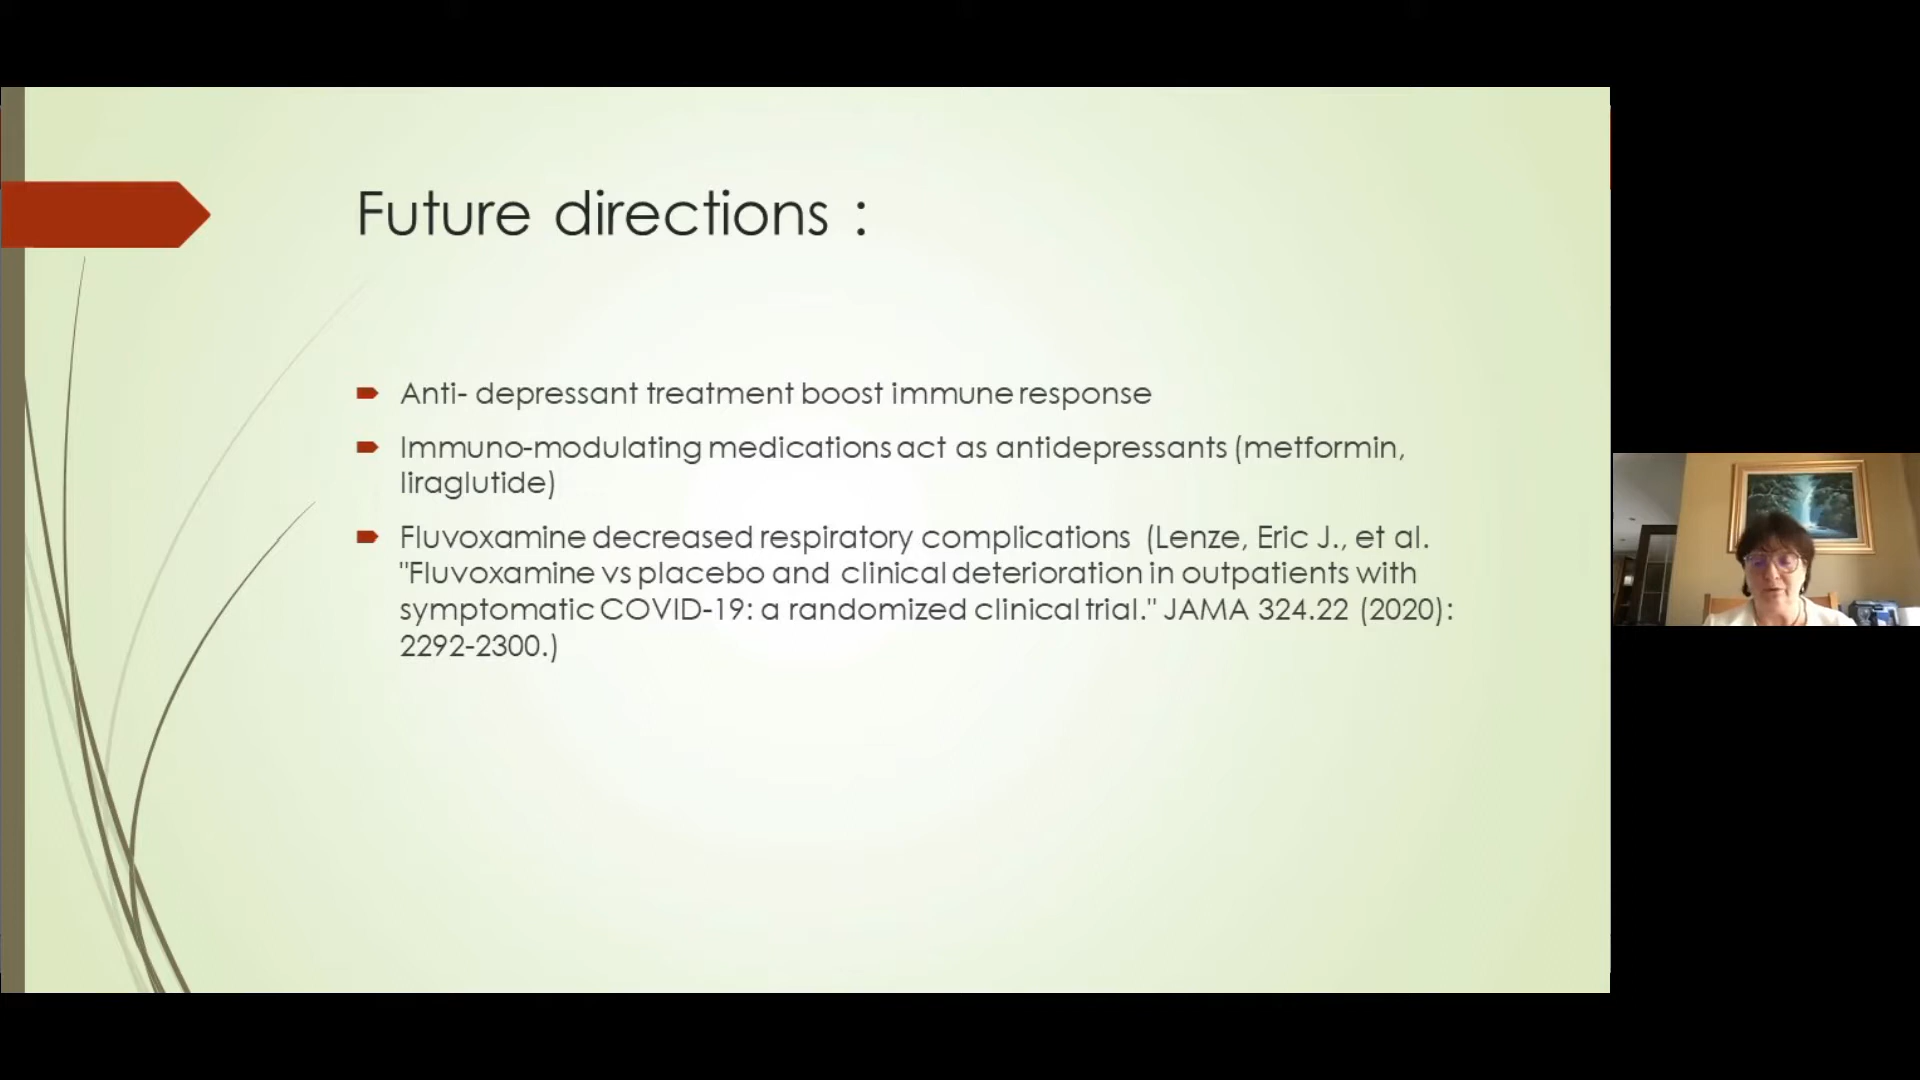 Future directions :
Anti- depressant treatment boost immune response
Immuno-modulating medications act as antidepressants (metformin,
liraglutide)
Fluvoxamine decreased respiratory complications (Lenze, Eric J., et al.
"Fluvoxamine vs placebo and clinical deterioration in outpatients with
symptomatic COVID-19: a randomized clinical trial." JAMA 324.22 (2020):
2292-2300.)